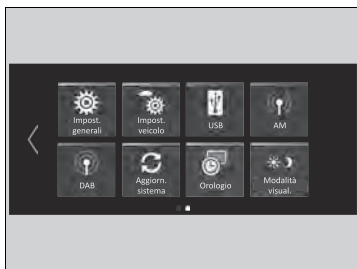 Impost.
generali
Impost.
veicolo
USB
AM
DAB
Aggiorn.
sistema
Orologio
Modalità
visual.